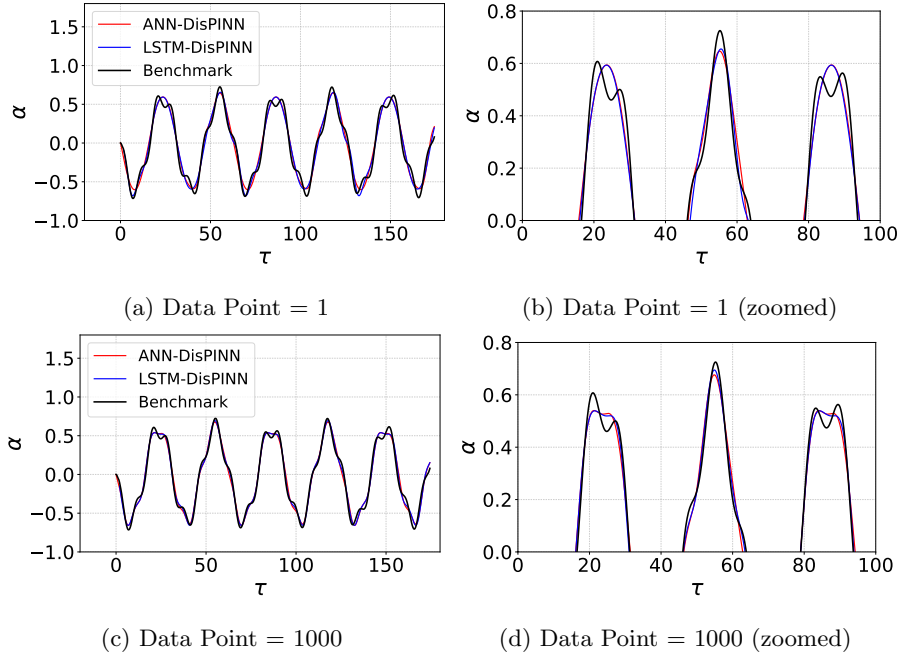 1.5
1.0
0.5
0.0
−0.5
−1.0
α
ANN-DisPINN
LSTM-DisPINN
Benchmark
0
50
100
150
τ
(a) Data Point = 1
0.8
0.6
0.4
0.2
0.0
α
0
20
40
60
80
100
τ
(b) Data Point = 1 (zoomed)
1.5
1.0
0.5
0.0
−0.5
−1.0
α
ANN-DisPINN
LSTM-DisPINN
Benchmark
0
50
100
150
τ
(c) Data Point = 1000
0.8
0.6
0.4
0.2
0.0
α
0
20
40
60
80
100
τ
(d) Data Point = 1000 (zoomed)